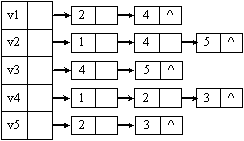 v1 2 4 ^
v2 1 4 5 ^
v3 4 5 ^
v4 1 2 3 ^
v5 2 3 ^